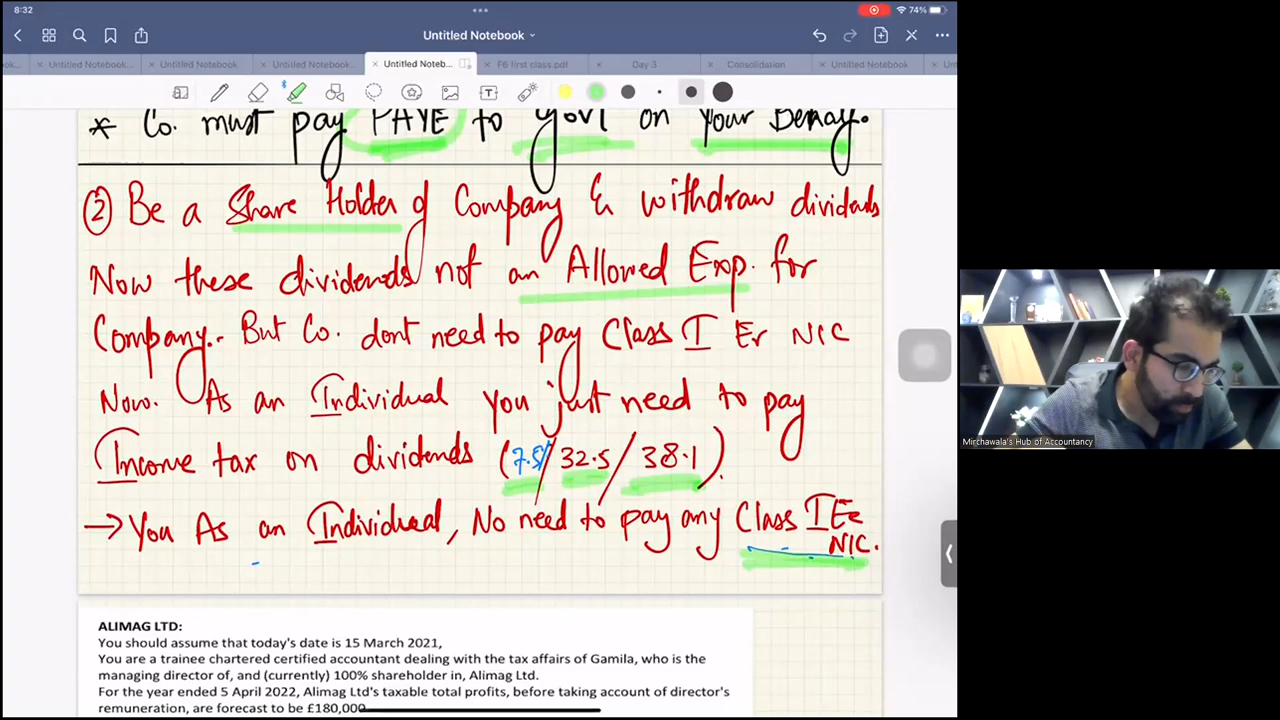 8:32
74%
Untitled Notebook
Untitled Notebook...
Untitled Notebook
Untitled Notebook
Untitled Noteb...
F6 first class.pdf
Day 3
Consolidation
Untitled Notebook
* Co. must pay PAYE to Govt on Your Behalf.
② Be a Share Holder of Company & withdraw dividends
Now these dividends not an Allowed Exp. for
Company.. But Co. dont need to pay Class I Er NIC
Now. As an Individual You just need to pay
Income tax on dividends (7.5/ 32.5/ 38.1).
→ You As an Individual, No need to pay any Class I Ee
NIC.
ALIMAG LTD:
You should assume that today's date is 15 March 2021,
You are a trainee chartered certified accountant dealing with the tax affairs of Gamila, who is the
managing director of, and (currently) 100% shareholder in, Alimag Ltd.
For the year ended 5 April 2022, Alimag Ltd's taxable total profits, before taking account of director's
remuneration, are forecast to be £180,000
Mirchawala's Hub of Accountancy